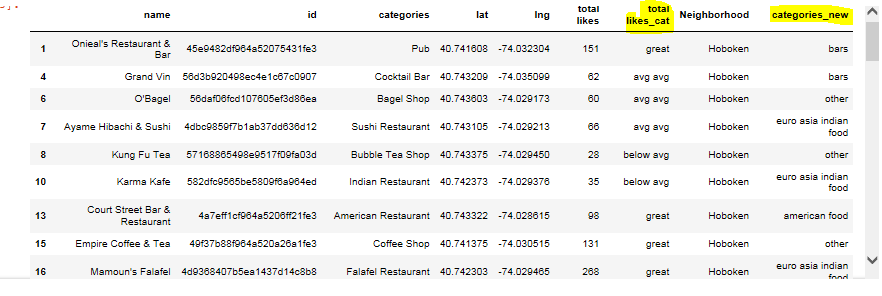 name id categories lat lng total likes total likes_cat Neighborhood categories_new
1 Onieal's Restaurant & Bar 45e9482df964a52075431fe3 Pub 40.741608 -74.032304 151 great Hoboken bars
4 Grand Vin 56d3b920498ec4e1c67c0907 Cocktail Bar 40.743209 -74.035099 62 avg avg Hoboken bars
6 O'Bagel 56daf06fcd107605ef3d86ea Bagel Shop 40.743603 -74.029173 60 avg avg Hoboken other
7 Ayame Hibachi & Sushi 4dbc9859f7b1ab37dd636d12 Sushi Restaurant 40.743105 -74.029213 66 avg avg Hoboken euro asia indian food
8 Kung Fu Tea 57168865498e9517f09fa03d Bubble Tea Shop 40.743375 -74.029450 28 below avg Hoboken other
10 Karma Kafe 582dfc9565be5809f6a964ed Indian Restaurant 40.742373 -74.029376 35 below avg Hoboken euro asia indian food
13 Court Street Bar & Restaurant 4a7eff1cf964a5206ff21fe3 American Restaurant 40.743322 -74.028615 98 great Hoboken american food
15 Empire Coffee & Tea 49f37b88f964a520a26a1fe3 Coffee Shop 40.741375 -74.030515 131 great Hoboken other
16 Mamoun's Falafel 4d9368407b5ea1437d14c8b8 Falafel Restaurant 40.742303 -74.029465 268 great Hoboken euro asia indian food